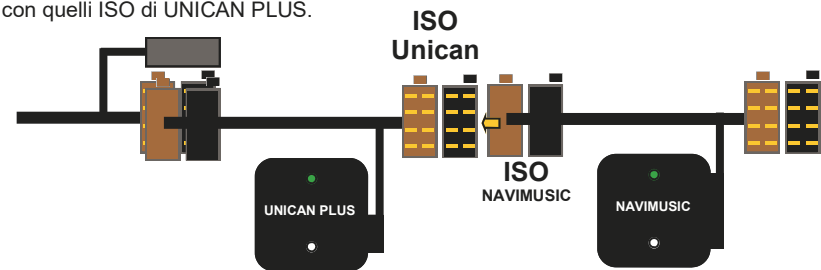 con quelli ISO di UNICAN PLUS.
ISO
Unican
ISO
NAVIMUSIC
UNICAN PLUS
NAVIMUSIC